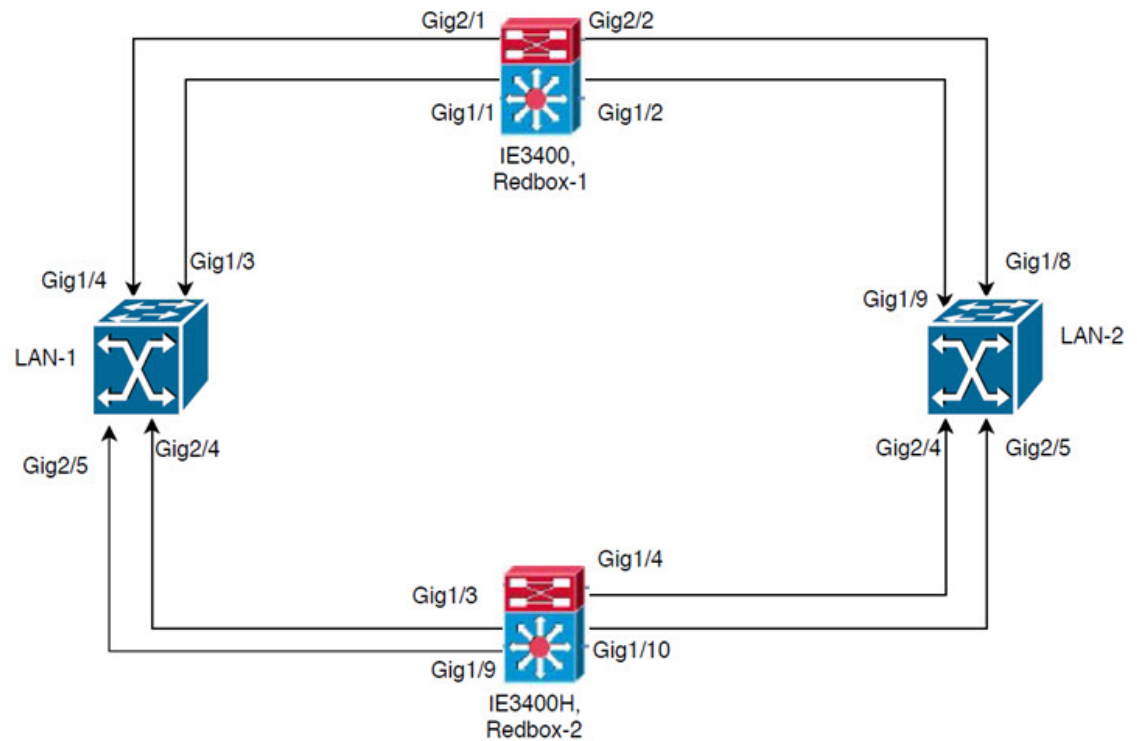 Gig2/1
Gig2/2
Gig1/1
Gig1/2
IE3400,
Redbox-1
Gig1/4
Gig1/3
Gig1/8
Gig1/9
LAN-1
LAN-2
Gig2/5
Gig2/4
Gig2/4
Gig2/5
Gig1/3
Gig1/4
Gig1/9
Gig1/10
IE3400H,
Redbox-2